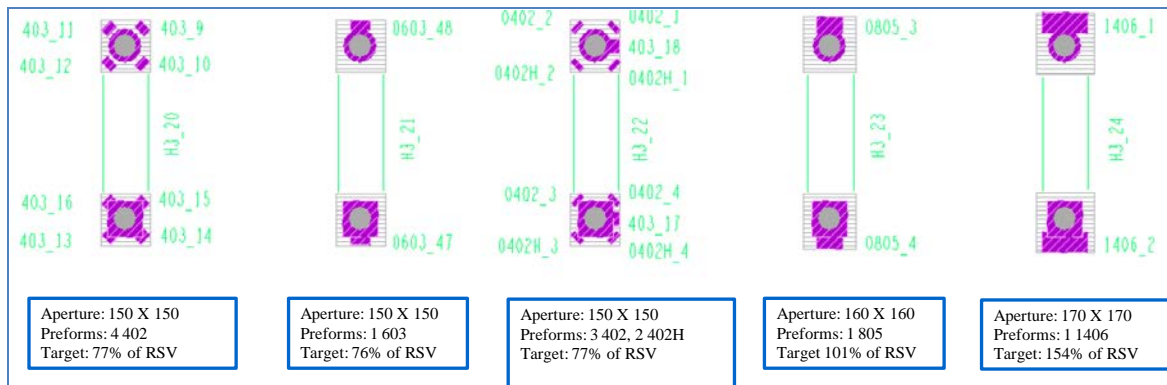 403_11
403_9
403_12
403_10
H3_20
403_16
403_15
403_13
403_14
Aperture: 150 X 150
Preforms: 4 402
Target: 77% of RSV
0603_48
H3_21
0603_47
Aperture: 150 X 150
Preforms: 1 603
Target: 76% of RSV
0402_2
0402_1
403_18
0402H_2
0402H_1
H3_22
0402_3
0402_4
403_17
0402H_3
0402H_4
Aperture: 150 X 150
Preforms: 3 402, 2 402H
Target: 77% of RSV
0805_3
H3_23
0805_4
Aperture: 160 X 160
Preforms: 1 805
Target 101% of RSV
1406_1
H3_24
1406_2
Aperture: 170 X 170
Preforms: 1 1406
Target: 154% of RSV